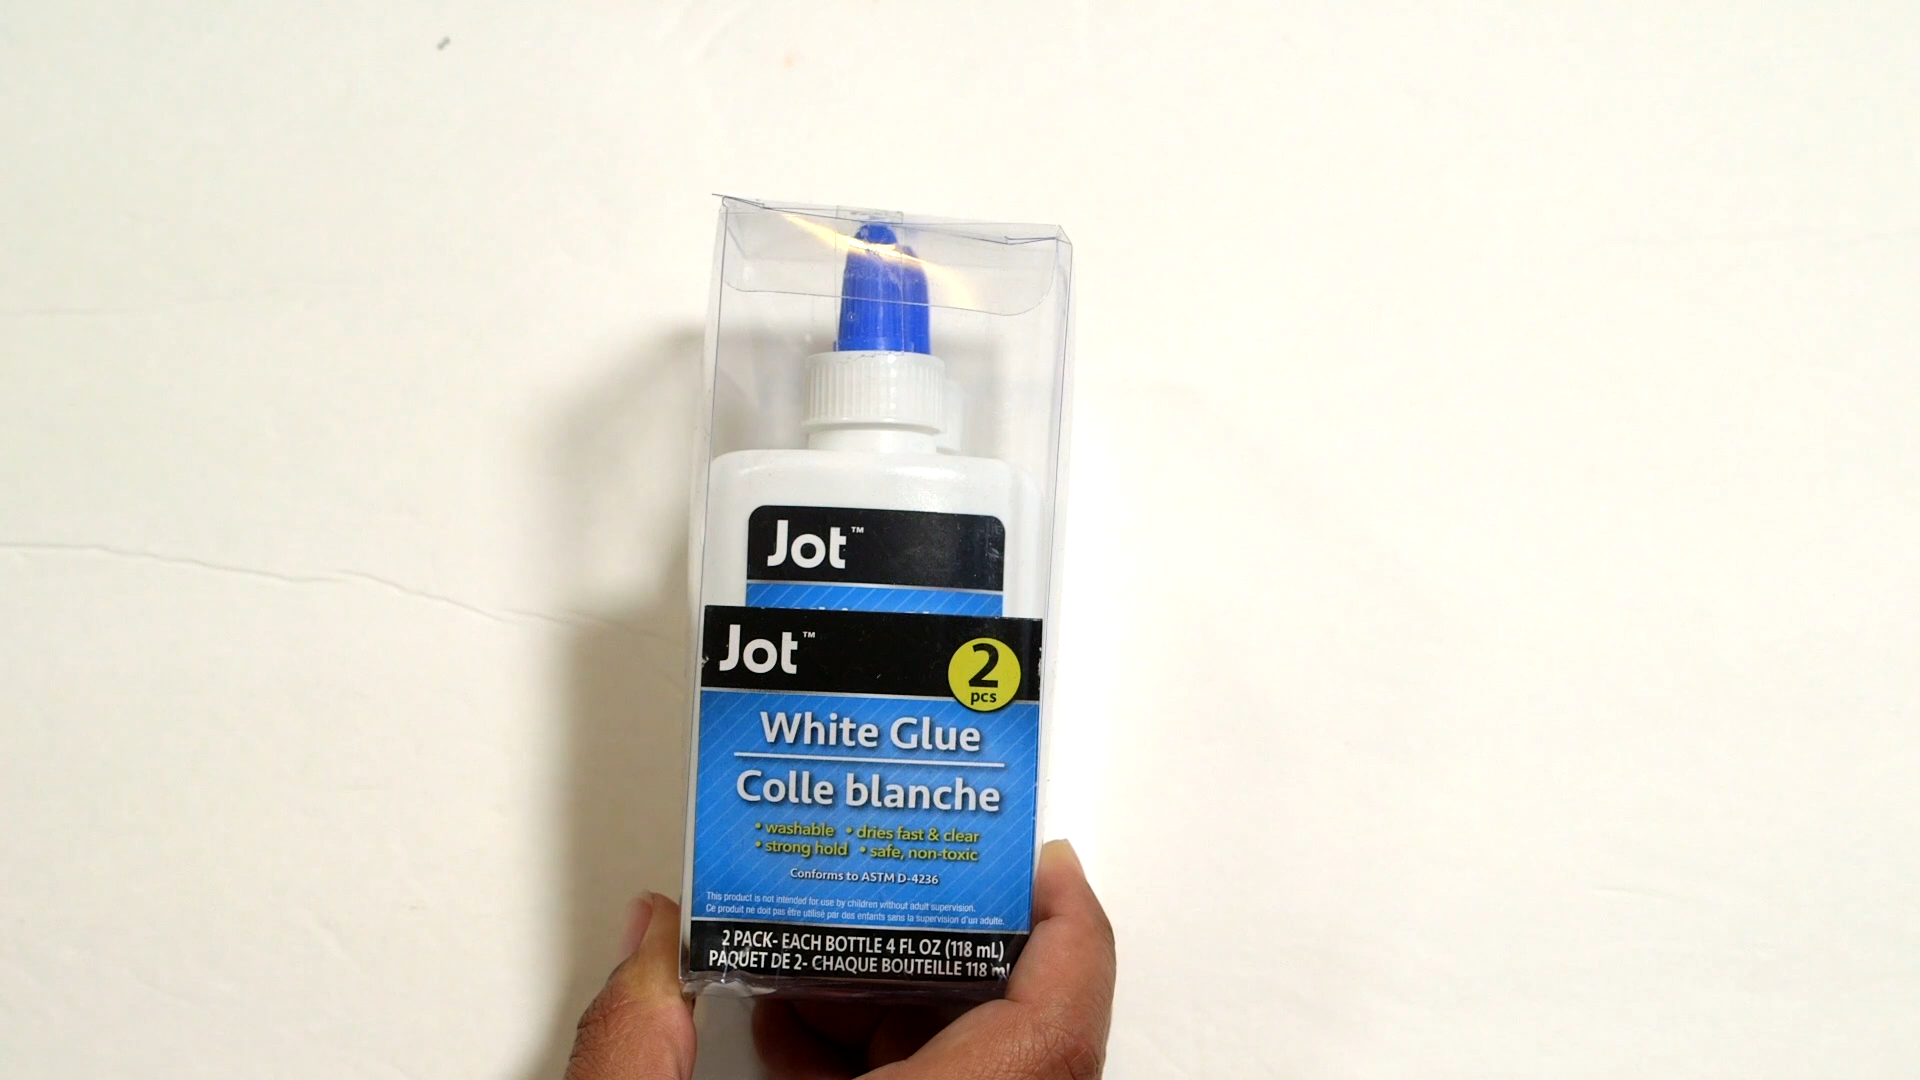 Jot™
Jot™
2
pcs
White Glue
Colle blanche
• washable • dries fast & clear
• strong hold • safe, non-toxic
Conforms to ASTM D-4236
This product is not intended for use by children without adult supervision.
Ce produit ne doit pas être utilisé par des enfants sans la supervision d'un adulte.
2 PACK- EACH BOTTLE 4 FL OZ (118 mL)
PAQUET DE 2- CHAQUE BOUTEILLE 118 mL